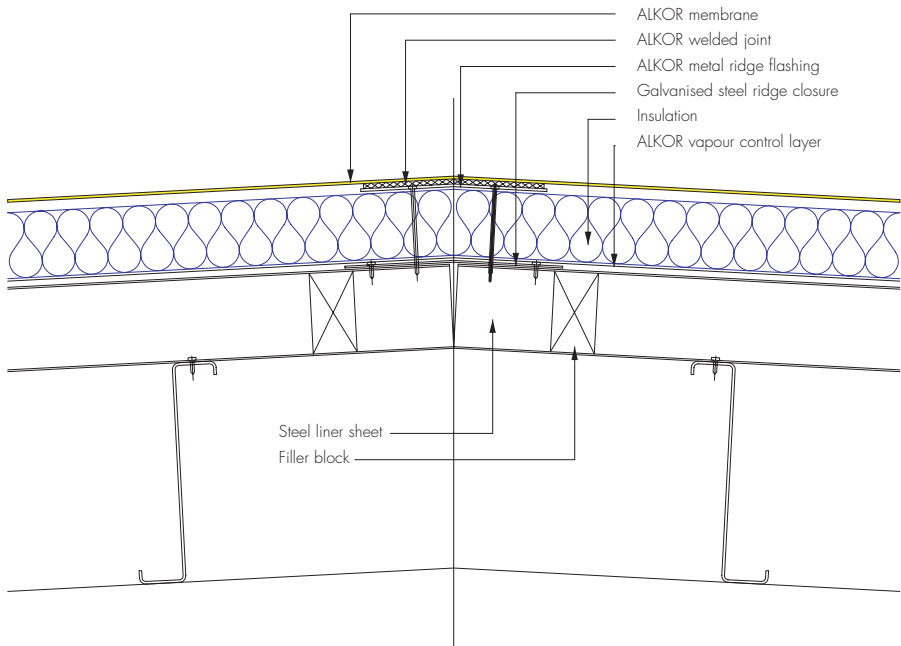 ALKOR membrane
ALKOR welded joint
ALKOR metal ridge flashing
Galvanised steel ridge closure
Insulation
ALKOR vapour control layer
Steel liner sheet
Filler block